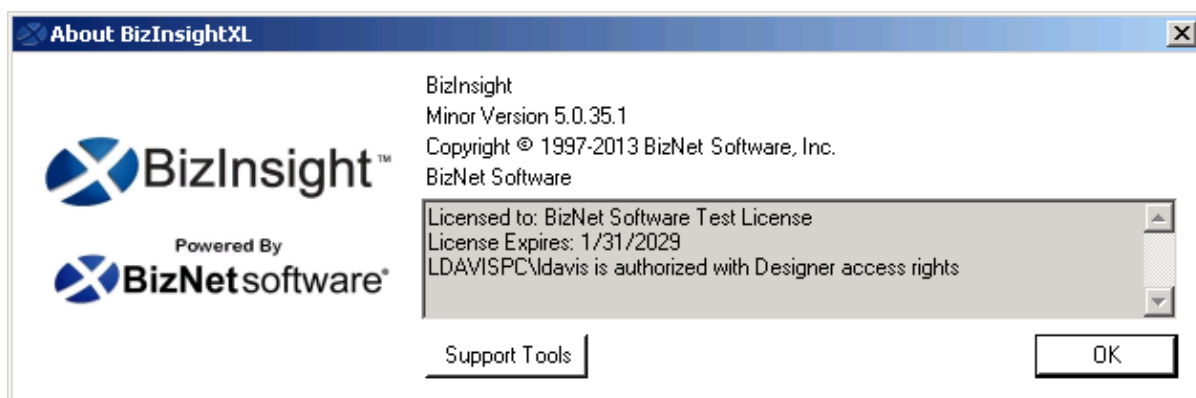 About BizInsightXL
BizInsight
Minor Version 5.0.35.1
Copyright © 1997-2013 BizNet Software, Inc.
BizNet Software
BizInsight™
Powered By
BizNetsoftware®
Licensed to: BizNet Software Test License
License Expires: 1/31/2029
LDAVISPC\ldavis is authorized with Designer access rights
Support Tools
OK